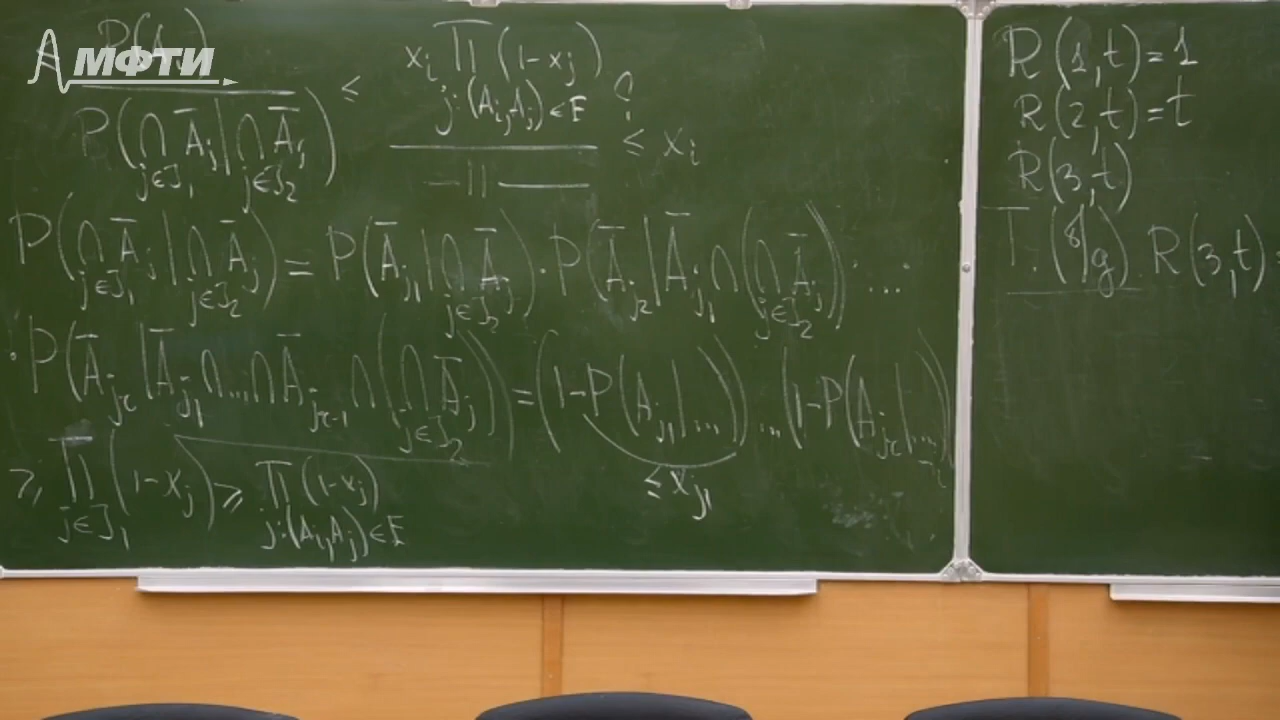 МФТИ
P(A_i)
P(⋂_{j∈J_1} Ā_j | ⋂_{j∈J_2} Ā_j) ≤ x_i ∏_{j:(A_i,A_j)∈E} (1-x_j) / -||- ≤? x_i
P(⋂_{j∈J_1} Ā_j | ⋂_{j∈J_2} Ā_j) = P(Ā_{j_1} | ⋂_{j∈J_2} Ā_j) · P(Ā_{j_2} | Ā_{j_1} ∩ (⋂_{j∈J_2} Ā_j)) ...
· P(Ā_{j_r} | Ā_{j_1} ∩ ... ∩ Ā_{j_{r-1}} ∩ (⋂_{j∈J_2} Ā_j)) = (1-P(A_{j_1}|...)) ... (1-P(A_{j_r}|...))
≤ x_{j_1}
≥ ∏_{j∈J_1} (1-x_j) ≥ ∏_{j:(A_i,A_j)∈E} (1-x_j)
R(1,t)=1
R(2,t)=t
R(3,t)
T. R(3,t)